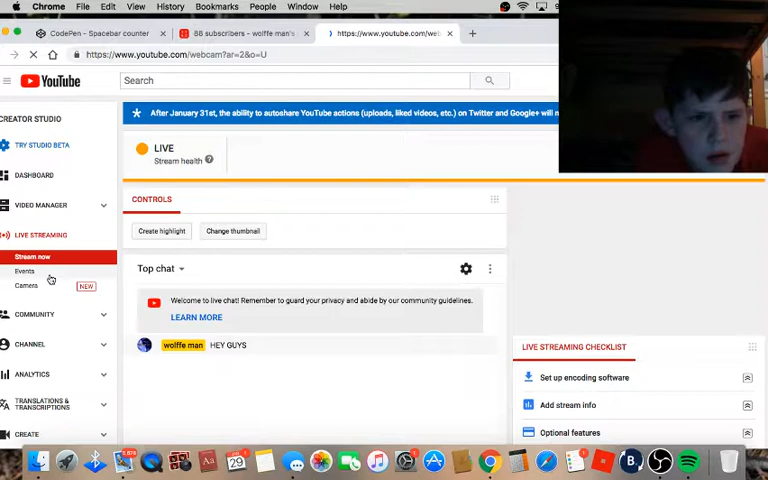 Chrome File Edit View History Bookmarks People Window Help
CodePen - Spacebar counter × 88 subscribers - wolffe man's × https://www.youtube.com/web ×
https://www.youtube.com/webcam?ar=2&o=U
YouTube Search
CREATOR STUDIO
After January 31st, the ability to autoshare YouTube actions (uploads, liked videos, etc.) on Twitter and Google+ will
TRY STUDIO BETA
LIVE
Stream health ?
DASHBOARD
VIDEO MANAGER
CONTROLS
LIVE STREAMING
Create highlight Change thumbnail
Stream now
Events
Camera NEW
Top chat
Welcome to live chat! Remember to guard your privacy and abide by our community guidelines.
LEARN MORE
COMMUNITY
wolffe man HEY GUYS
CHANNEL
LIVE STREAMING CHECKLIST
ANALYTICS
Set up encoding software
TRANSLATIONS &
TRANSCRIPTIONS
Add stream info
CREATE
Optional features
JAN
29